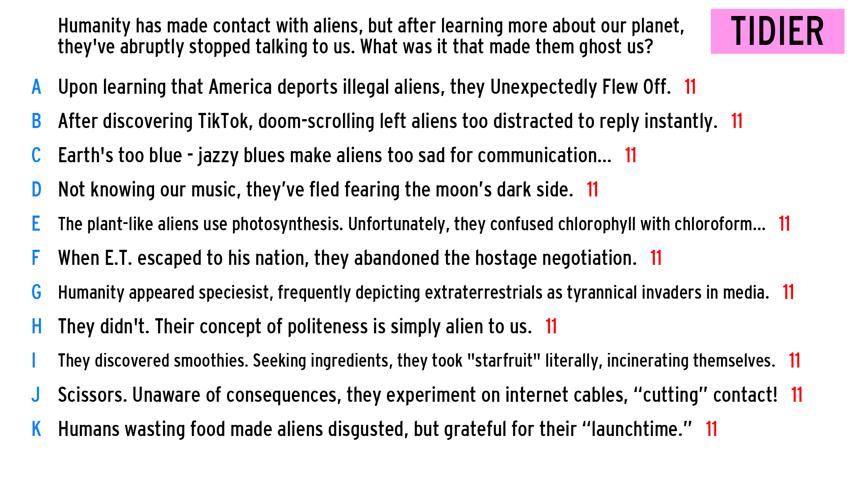 Humanity has made contact with aliens, but after learning more about our planet,
they've abruptly stopped talking to us. What was it that made them ghost us?
TIDIER
A Upon learning that America deports illegal aliens, they Unexpectedly Flew Off. 11
B After discovering TikTok, doom-scrolling left aliens too distracted to reply instantly. 11
C Earth's too blue - jazzy blues make aliens too sad for communication... 11
D Not knowing our music, they’ve fled fearing the moon’s dark side. 11
E The plant-like aliens use photosynthesis. Unfortunately, they confused chlorophyll with chloroform... 11
F When E.T. escaped to his nation, they abandoned the hostage negotiation. 11
G Humanity appeared speciesist, frequently depicting extraterrestrials as tyrannical invaders in media. 11
H They didn't. Their concept of politeness is simply alien to us. 11
I They discovered smoothies. Seeking ingredients, they took "starfruit" literally, incinerating themselves. 11
J Scissors. Unaware of consequences, they experiment on internet cables, “cutting” contact! 11
K Humans wasting food made aliens disgusted, but grateful for their “launchtime.” 11